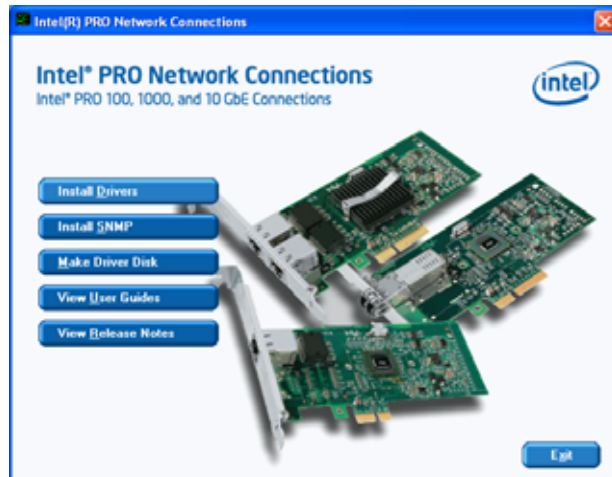 Intel(R) PRO Network Connections
Intel® PRO Network Connections
Intel® PRO 100, 1000, and 10 GbE Connections
intel
Install Drivers
Install SNMP
Make Driver Disk
View User Guides
View Release Notes
Exit